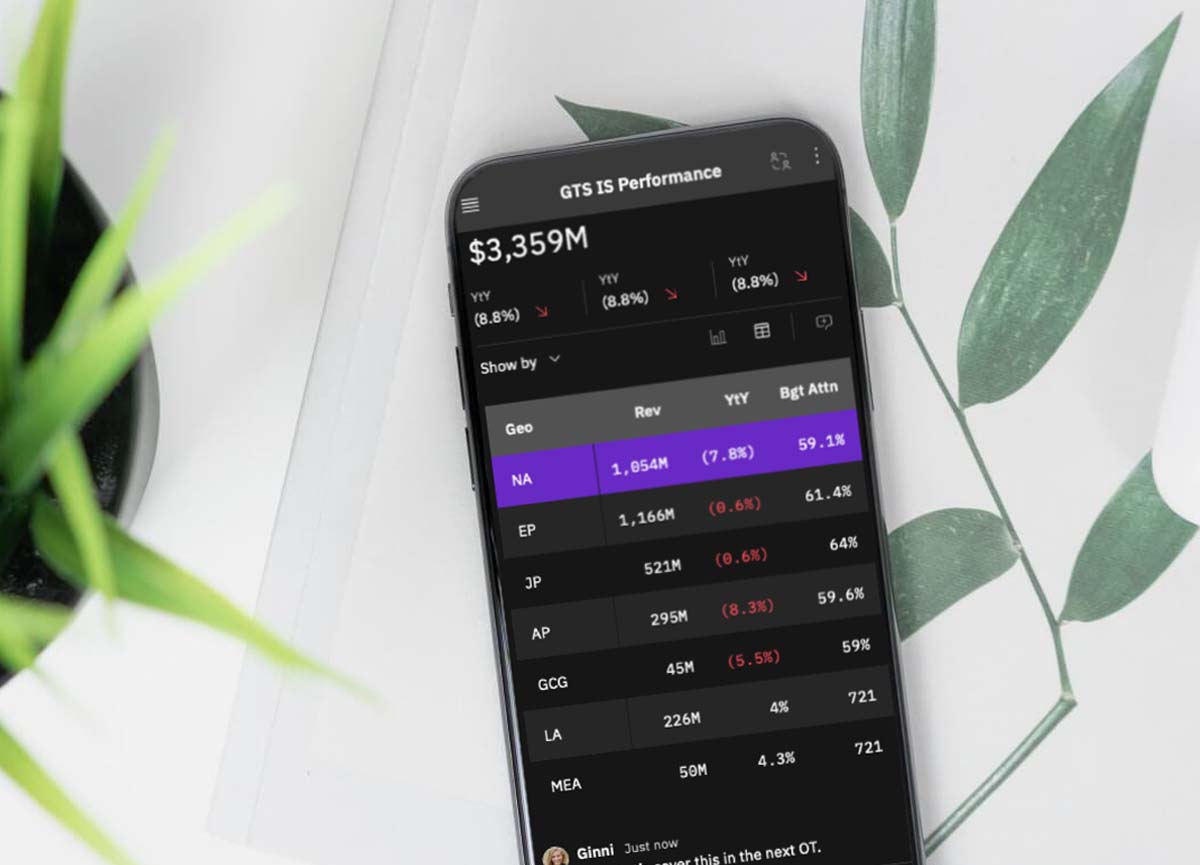 GTS IS Performance
$3,359M
YtY YtY YtY
(8.8%) (8.8%) (8.8%)
Show by
Geo Rev YtY Bgt Attn
NA 1,054M (7.8%) 59.1%
EP 1,166M (0.6%) 61.4%
JP 521M (0.6%) 64%
AP 295M (8.3%) 59.6%
GCG 45M (5.5%) 59%
LA 226M 4% 721
MEA 50M 4.3% 721
Ginni Just now
this in the next OT.